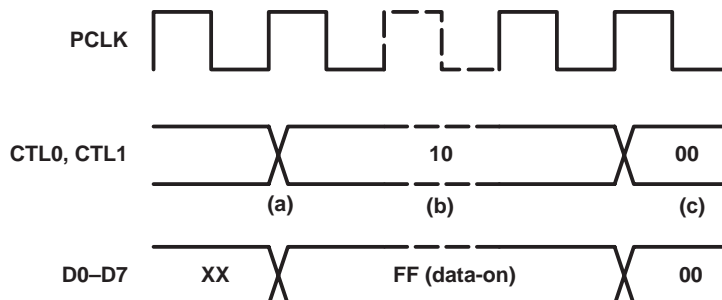 PCLK
CTL0, CTL1 10 00
(a) (b) (c)
D0–D7 XX FF (data-on) 00